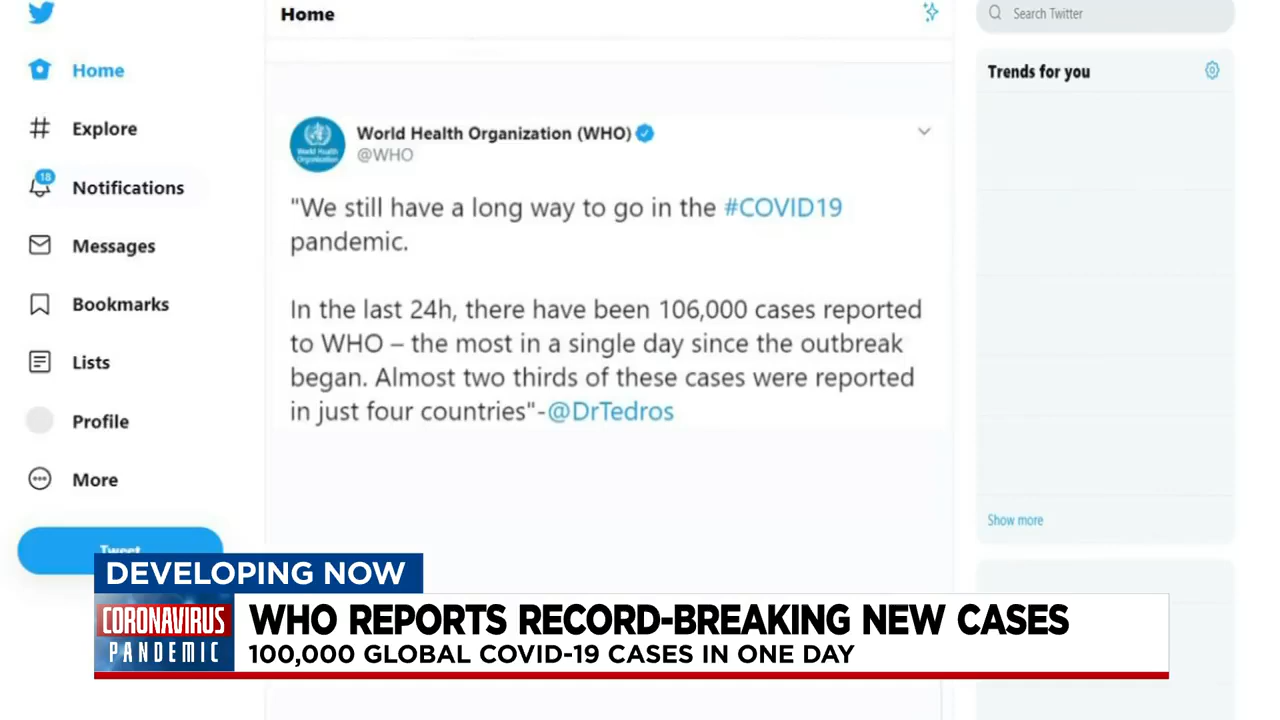 Home
Search Twitter
Home
Trends for you
Explore
World Health Organization (WHO)
@WHO
18
Notifications
"We still have a long way to go in the #COVID19
pandemic.
Messages
Bookmarks
In the last 24h, there have been 106,000 cases reported
to WHO – the most in a single day since the outbreak
began. Almost two thirds of these cases were reported
in just four countries"-@DrTedros
Lists
Profile
More
Show more
Tweet
DEVELOPING NOW
CORONAVIRUS
PANDEMIC
WHO REPORTS RECORD-BREAKING NEW CASES
100,000 GLOBAL COVID-19 CASES IN ONE DAY
World Health
Organization